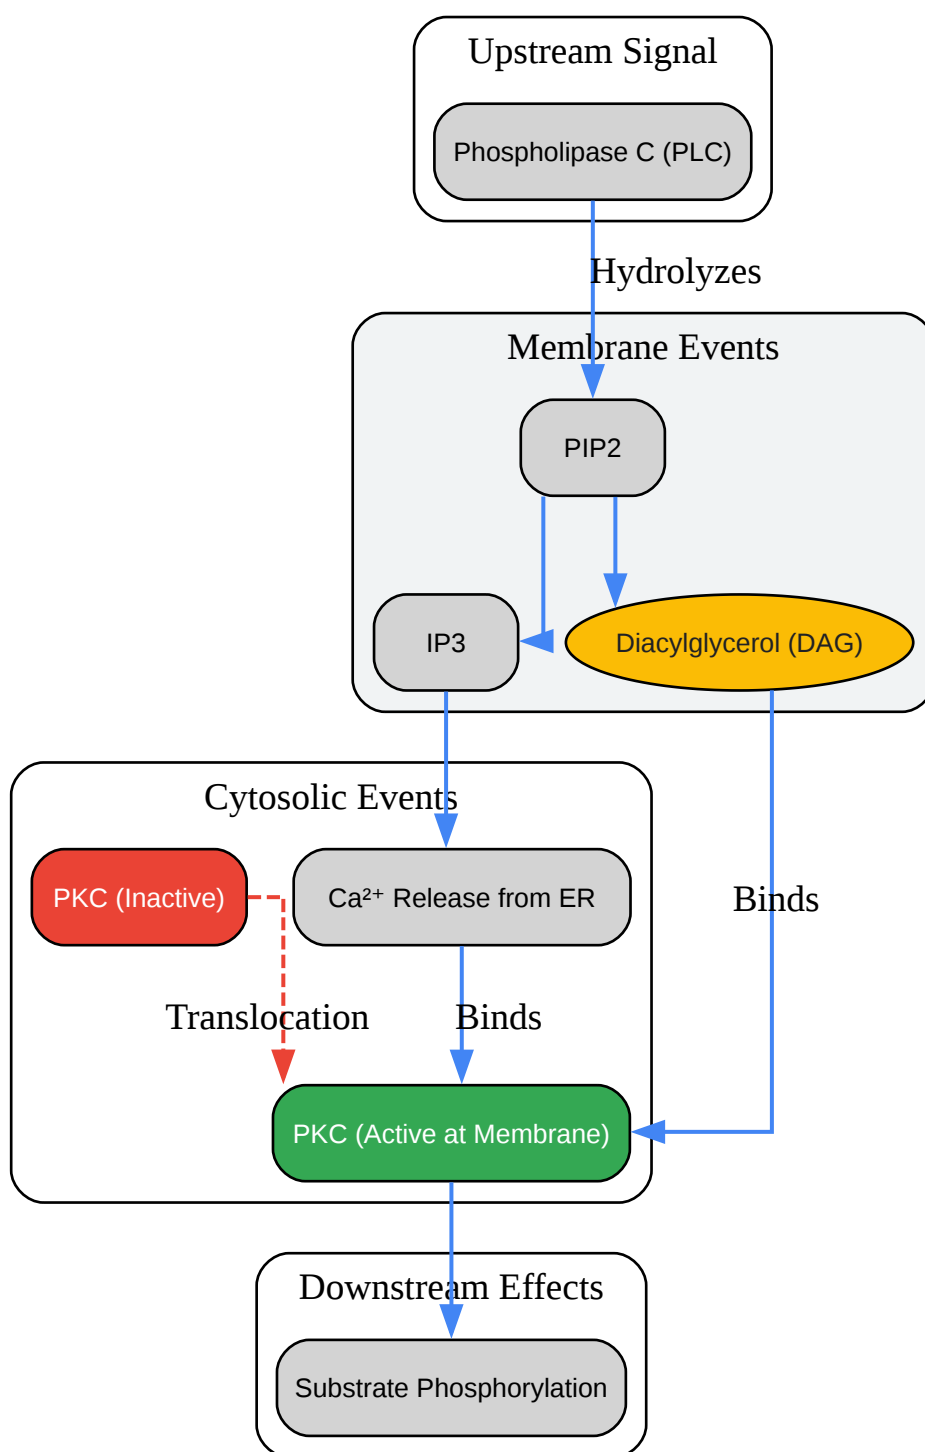 Upstream Signal
Phospholipase C (PLC)
Hydrolyzes
Membrane Events
PIP2
IP3
Diacylglycerol (DAG)
Cytosolic Events
PKC (Inactive)
Ca²⁺ Release from ER
Binds
Translocation
Binds
PKC (Active at Membrane)
Downstream Effects
Substrate Phosphorylation